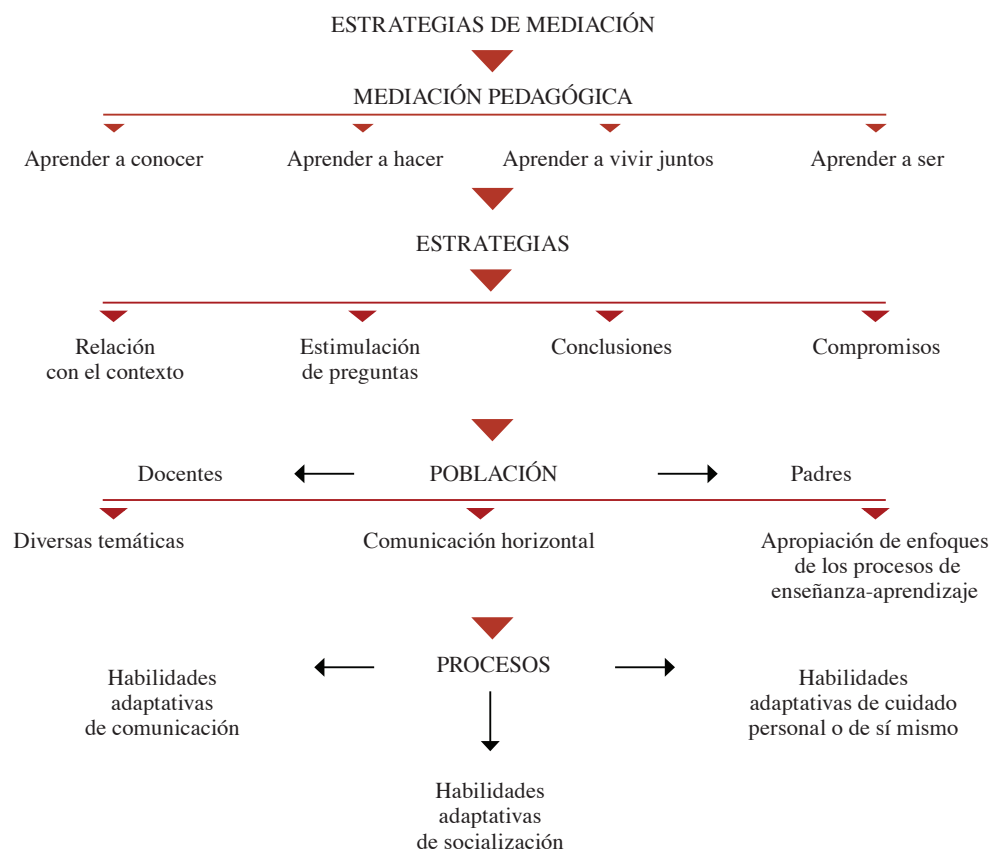 ESTRATEGIAS DE MEDIACIÓN
MEDIACIÓN PEDAGÓGICA
Aprender a conocer
Aprender a hacer
Aprender a vivir juntos
Aprender a ser
ESTRATEGIAS
Relación
con el contexto
Estimulación
de preguntas
Conclusiones
Compromisos
Docentes
POBLACIÓN
Padres
Diversas temáticas
Comunicación horizontal
Apropiación de enfoques
de los procesos de
enseñanza-aprendizaje
PROCESOS
Habilidades
adaptativas
de comunicación
Habilidades
adaptativas de cuidado
personal o de sí mismo
Habilidades
adaptativas
de socialización